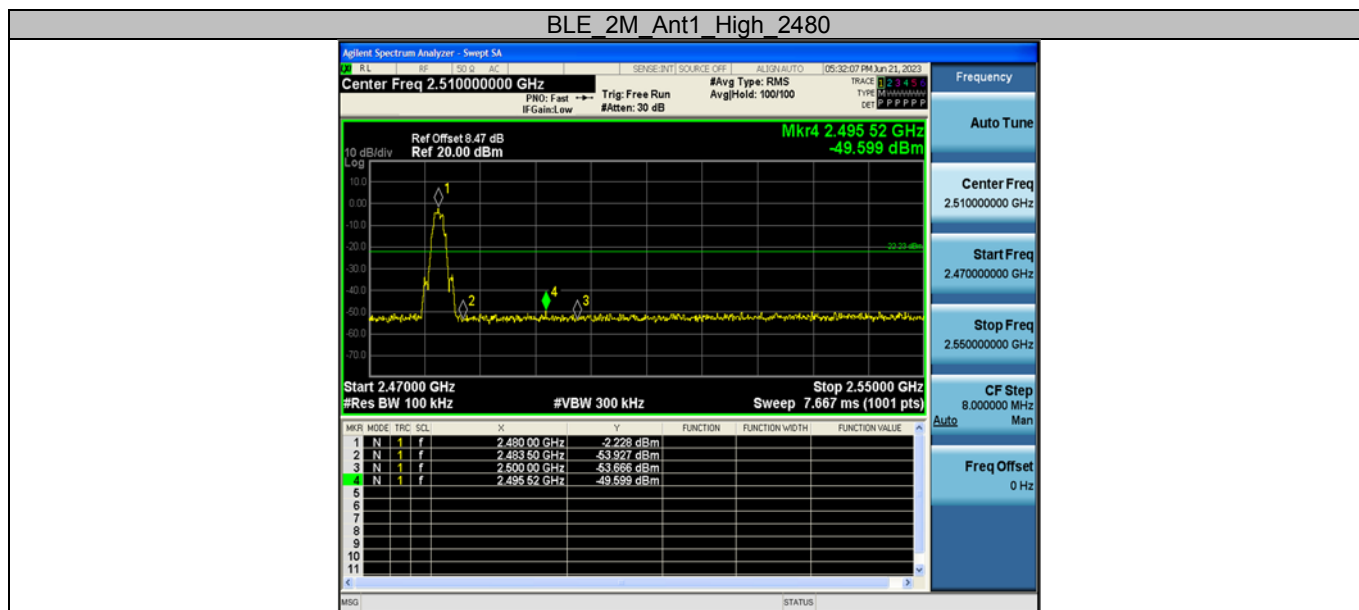 BLE_2M_Ant1_High_2480
Agilent Spectrum Analyzer - Swept SA
RL RF 50 Ω AC SENSE:INT SOURCE OFF ALIGNAUTO 05:32:07 PM Jun 21, 2023
Center Freq 2.510000000 GHz
PNO: Fast
IFGain:Low
Trig: Free Run
#Atten: 30 dB
#Avg Type: RMS
Avg|Hold: 100/100
TRACE 1 2 3 4 5 6
TYPE
DET P P P P P P
Ref Offset 8.47 dB
Ref 20.00 dBm
10 dB/div
Log
Mkr4 2.495 52 GHz
-49.599 dBm
10.0
0.00
-10.0
-20.0
-30.0
-40.0
-50.0
-60.0
-70.0
1
2
4
3
-22.23 dBm
Start 2.47000 GHz Stop 2.55000 GHz
#Res BW 100 kHz #VBW 300 kHz Sweep 7.667 ms (1001 pts)
MKR MODE TRC SCL X Y FUNCTION FUNCTION WIDTH FUNCTION VALUE
1 N 1 f 2.480 00 GHz -2.228 dBm
2 N 1 f 2.483 50 GHz -53.927 dBm
3 N 1 f 2.500 00 GHz -53.666 dBm
4 N 1 f 2.495 52 GHz -49.599 dBm
5
6
7
8
9
10
11
MSG STATUS
Frequency
Auto Tune
Center Freq
2.510000000 GHz
Start Freq
2.470000000 GHz
Stop Freq
2.550000000 GHz
CF Step
8.000000 MHz
Auto Man
Freq Offset
0 Hz